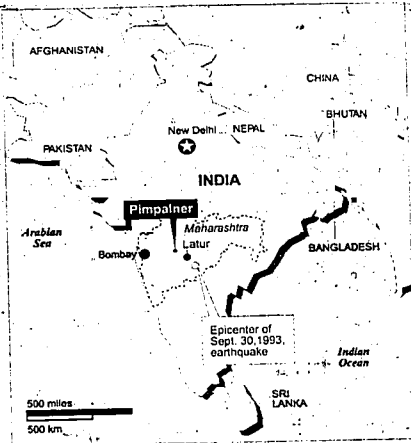 AFGHANISTAN
CHINA
BHUTAN
New Delhi
NEPAL
PAKISTAN
INDIA
Pimpalner
Arabian
Sea
Maharashtra
Latur
Bombay
BANGLADESH
Epicenter of
Sept. 30,1993,
earthquake
Indian
Ocean
500 miles
500 km
SRI
LANKA